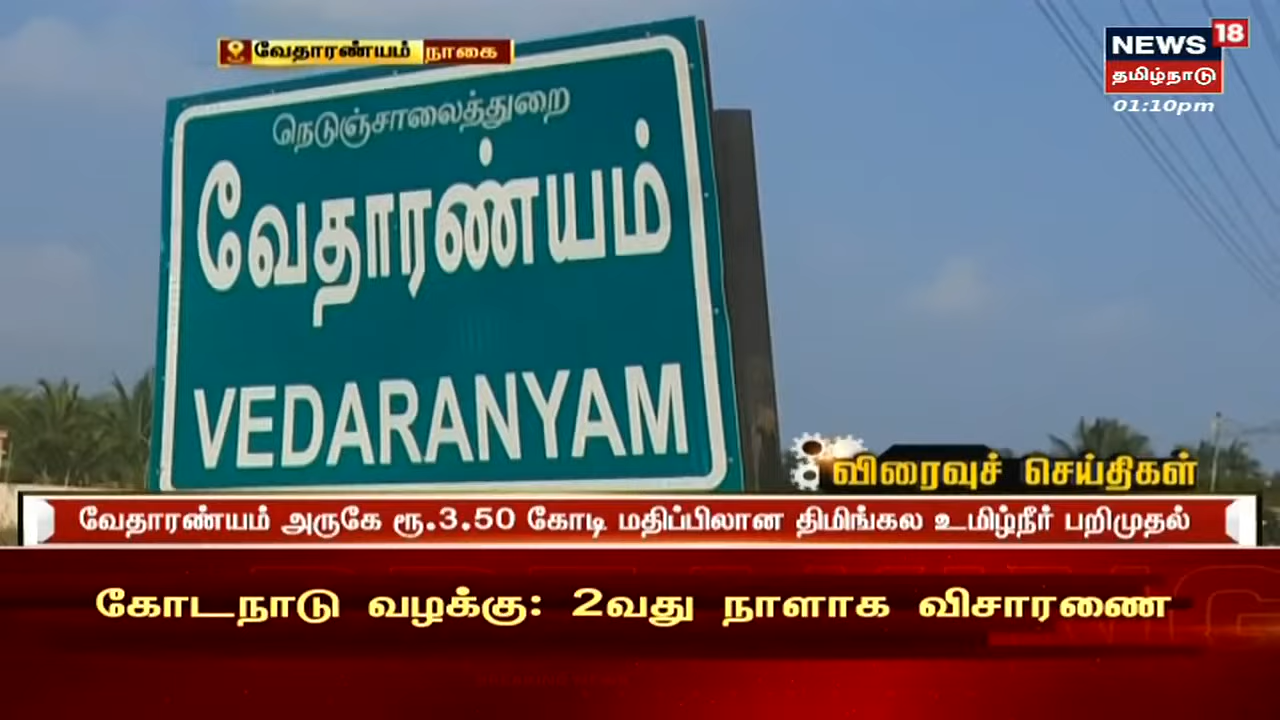 வேதாரண்யம் நாகை
NEWS 18
தமிழ்நாடு
01:10pm
நெடுஞ்சாலைத்துறை
வேதாரண்யம்
VEDARANYAM
விரைவுச் செய்திகள்
வேதாரண்யம் அருகே ரூ.3.50 கோடி மதிப்பிலான திமிங்கல உமிழ்நீர் பறிமுதல்
கோடநாடு வழக்கு: 2வது நாளாக விசாரணை